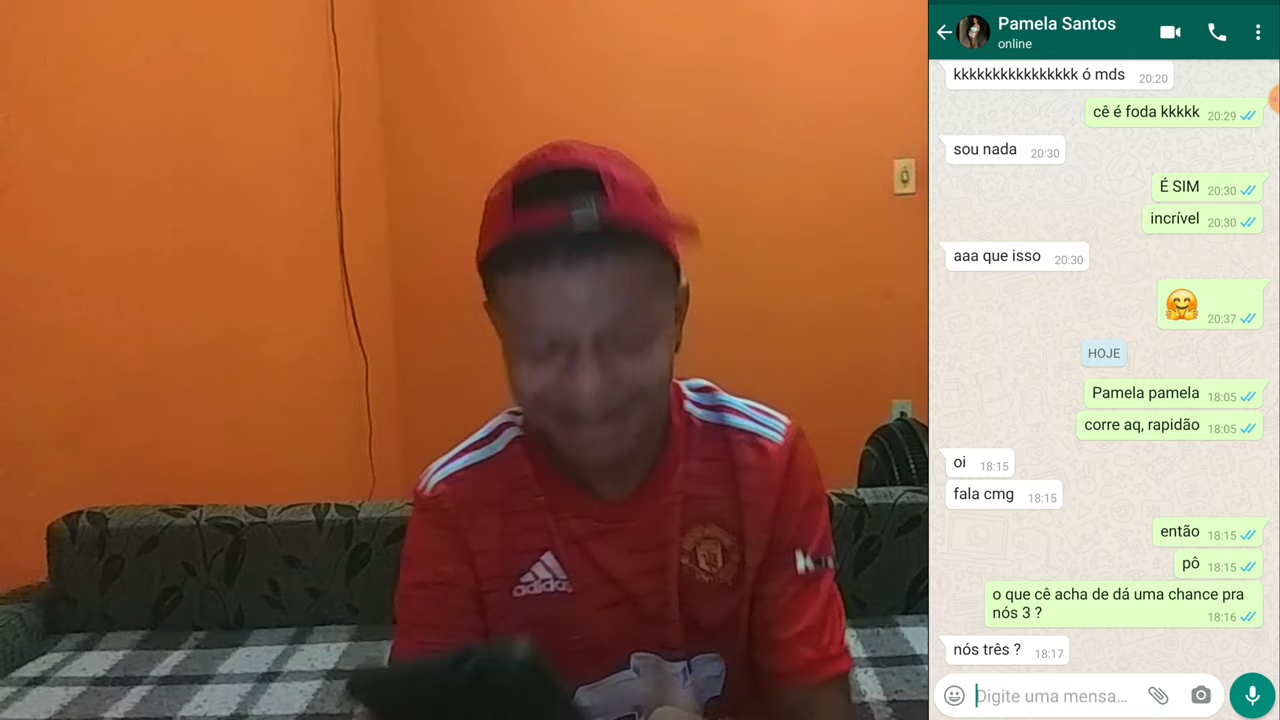 Pamela Santos
online
kkkkkkkkkkkkkkkk ó mds 20:20
cê é foda kkkkk 20:29
sou nada 20:30
É SIM 20:30
incrível 20:30
aaa que isso 20:30
20:37
HOJE
Pamela pamela 18:05
corre aq, rapidão 18:05
oi 18:15
fala cmg 18:15
então 18:15
pô 18:15
o que cê acha de dá uma chance pra
nós 3 ? 18:16
nós três ? 18:17
Digite uma mensa...
adidas